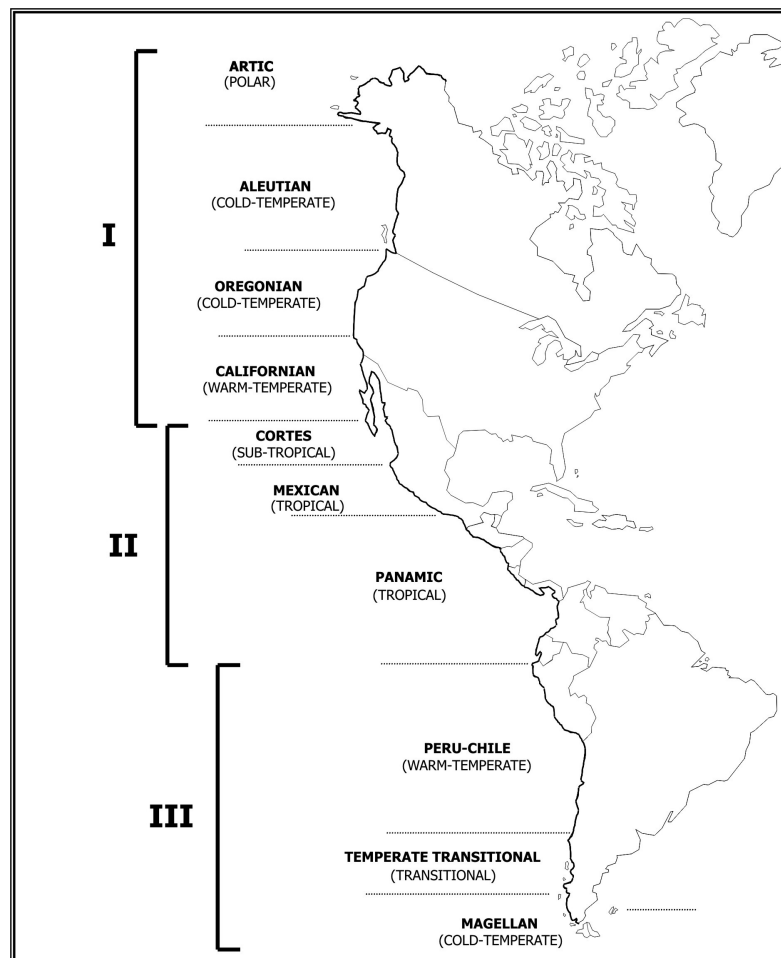 ARTIC
(POLAR)
ALEUTIAN
(COLD-TEMPERATE)
I
OREGONIAN
(COLD-TEMPERATE)
CALIFORNIAN
(WARM-TEMPERATE)
CORTES
(SUB-TROPICAL)
MEXICAN
(TROPICAL)
II
PANAMIC
(TROPICAL)
PERU-CHILE
(WARM-TEMPERATE)
III
TEMPERATE TRANSITIONAL
(TRANSITIONAL)
MAGELLAN
(COLD-TEMPERATE)